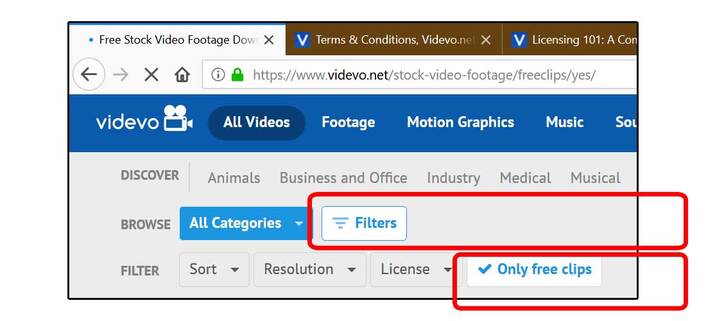 Free Stock Video Footage Dow
Terms & Conditions, Videvo.ne
Licensing 101: A Con
https://www.videvo.net/stock-video-footage/freeclips/yes/
videvo All Videos Footage Motion Graphics Music Sou
DISCOVER Animals Business and Office Industry Medical Musical
BROWSE All Categories Filters
FILTER Sort Resolution License Only free clips